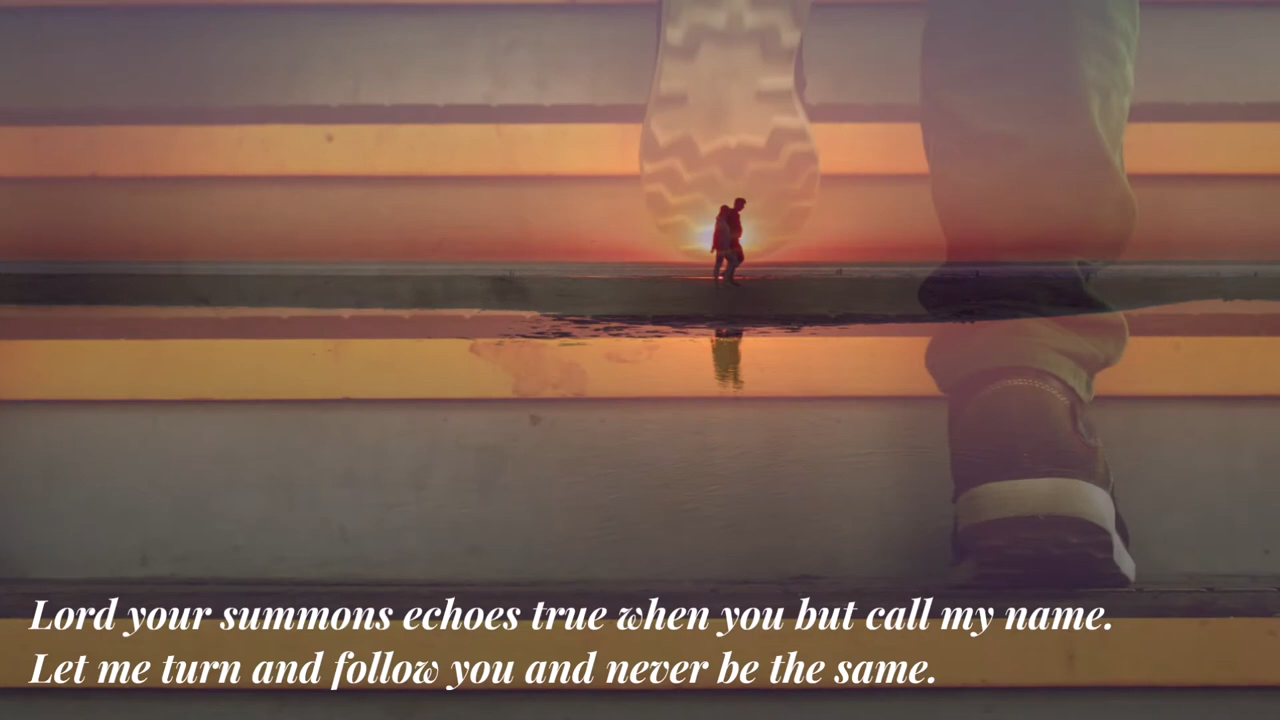 Lord your summons echoes true when you but call my name.
Let me turn and follow you and never be the same.